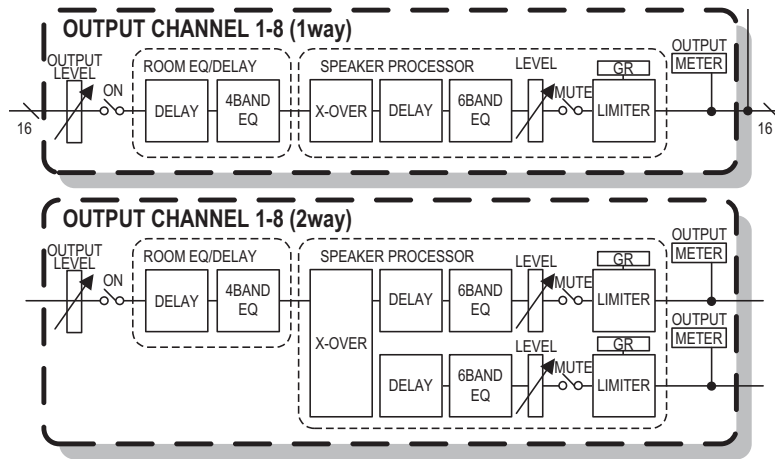 OUTPUT CHANNEL 1-8 (1way)
OUTPUT
LEVEL
ON
ROOM EQ/DELAY
DELAY
4BAND
EQ
SPEAKER PROCESSOR
X-OVER
DELAY
6BAND
EQ
LEVEL
MUTE
GR
LIMITER
OUTPUT
METER
16
16
OUTPUT CHANNEL 1-8 (2way)
OUTPUT
LEVEL
ON
ROOM EQ/DELAY
DELAY
4BAND
EQ
SPEAKER PROCESSOR
X-OVER
DELAY
6BAND
EQ
LEVEL
MUTE
GR
LIMITER
OUTPUT
METER
DELAY
6BAND
EQ
LEVEL
MUTE
GR
LIMITER
OUTPUT
METER